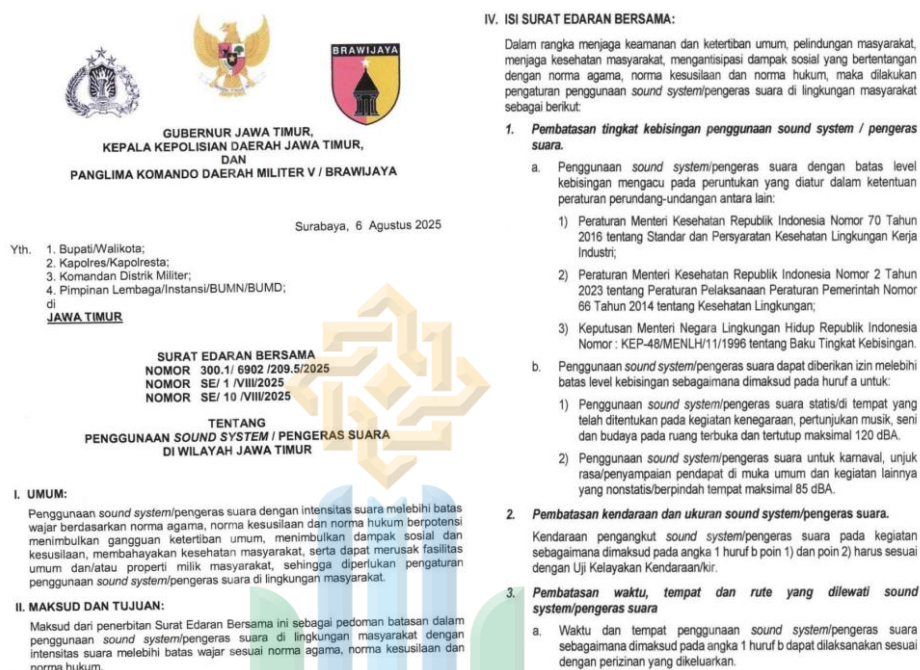 BRAWIJAYA
GUBERNUR JAWA TIMUR,
KEPALA KEPOLISIAN DAERAH JAWA TIMUR,
DAN
PANGLIMA KOMANDO DAERAH MILITER V / BRAWIJAYA
Surabaya, 6 Agustus 2025
Yth. 1. Bupati/Walikota;
2. Kapolres/Kapolresta;
3. Komandan Distrik Militer;
4. Pimpinan Lembaga/Instansi/BUMN/BUMD;
di
JAWA TIMUR
SURAT EDARAN BERSAMA
NOMOR 300.1/ 6902 /209.5/2025
NOMOR SE/ 1 /VIII/2025
NOMOR SE/ 10 /VIII/2025
TENTANG
PENGGUNAAN SOUND SYSTEM / PENGERAS SUARA
DI WILAYAH JAWA TIMUR
I. UMUM:
Penggunaan sound system/pengeras suara dengan intensitas suara melebihi batas
wajar berdasarkan norma agama, norma kesusilaan dan norma hukum berpotensi
menimbulkan gangguan ketertiban umum, menimbulkan dampak sosial dan
kesusilaan, membahayakan kesehatan masyarakat, serta dapat merusak fasilitas
umum dan/atau properti milik masyarakat, sehingga diperlukan pengaturan
penggunaan sound system/pengeras suara di lingkungan masyarakat.
II. MAKSUD DAN TUJUAN:
Maksud dari penerbitan Surat Edaran Bersama ini sebagai pedoman batasan dalam
penggunaan sound system/pengeras suara di lingkungan masyarakat dengan
intensitas suara melebihi batas wajar sesuai norma agama, norma kesusilaan dan
norma hukum.
IV. ISI SURAT EDARAN BERSAMA:
Dalam rangka menjaga keamanan dan ketertiban umum, pelindungan masyarakat,
menjaga kesehatan masyarakat, mengantisipasi dampak sosial yang bertentangan
dengan norma agama, norma kesusilaan dan norma hukum, maka dilakukan
pengaturan penggunaan sound system/pengeras suara di lingkungan masyarakat
sebagai berikut:
1. Pembatasan tingkat kebisingan penggunaan sound system / pengeras
suara.
a. Penggunaan sound system/pengeras suara dengan batas level
kebisingan mengacu pada peruntukan yang diatur dalam ketentuan
peraturan perundang-undangan antara lain:
1) Peraturan Menteri Kesehatan Republik Indonesia Nomor 70 Tahun
2016 tentang Standar dan Persyaratan Kesehatan Lingkungan Kerja
Industri;
2) Peraturan Menteri Kesehatan Republik Indonesia Nomor 2 Tahun
2023 tentang Peraturan Pelaksanaan Peraturan Pemerintah Nomor
66 Tahun 2014 tentang Kesehatan Lingkungan;
3) Keputusan Menteri Negara Lingkungan Hidup Republik Indonesia
Nomor : KEP-48/MENLH/11/1996 tentang Baku Tingkat Kebisingan.
b. Penggunaan sound system/pengeras suara dapat diberikan izin melebihi
batas level kebisingan sebagaimana dimaksud pada huruf a untuk:
1) Penggunaan sound system/pengeras suara statis/di tempat yang
telah ditentukan pada kegiatan kenegaraan, pertunjukan musik, seni
dan budaya pada ruang terbuka dan tertutup maksimal 120 dBA.
2) Penggunaan sound system/pengeras suara untuk karnaval, unjuk
rasa/penyampaian pendapat di muka umum dan kegiatan lainnya
yang nonstatis/berpindah tempat maksimal 85 dBA.
2. Pembatasan kendaraan dan ukuran sound system/pengeras suara.
Kendaraan pengangkut sound system/pengeras suara pada kegiatan
sebagaimana dimaksud pada angka 1 huruf b poin 1) dan poin 2) harus sesuai
dengan Uji Kelayakan Kendaraan/kir.
3. Pembatasan waktu, tempat dan rute yang dilewati sound
system/pengeras suara
a. Waktu dan tempat penggunaan sound system/pengeras suara
sebagaimana dimaksud pada angka 1 huruf b dapat dilaksanakan sesuai
dengan perizinan yang dikeluarkan.